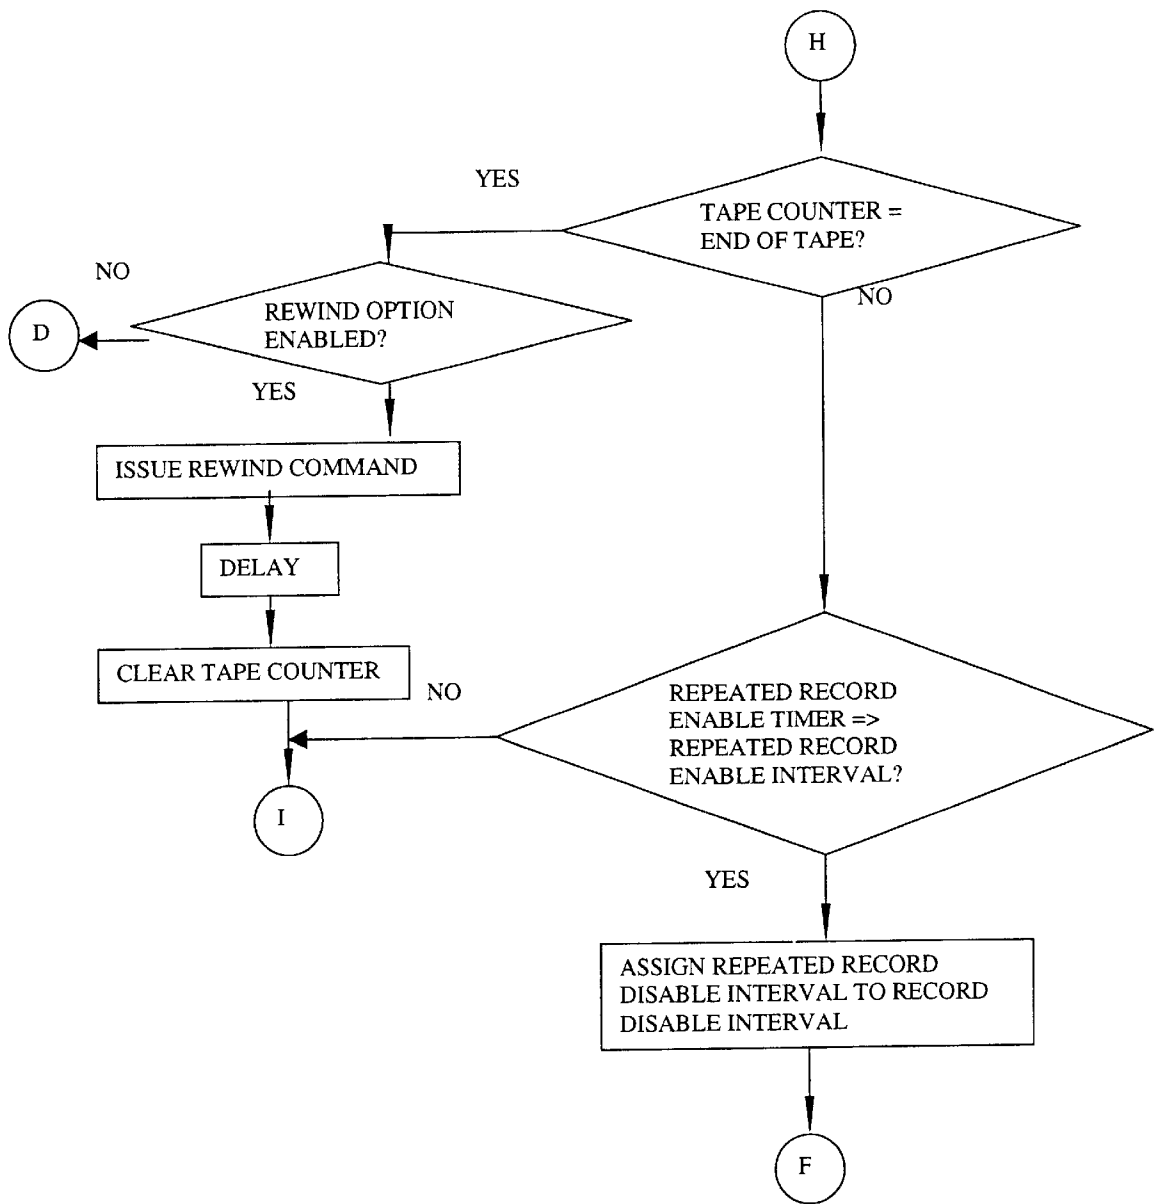 H
YES
TAPE COUNTER =
END OF TAPE?
NO
NO
REWIND OPTION
ENABLED?
D
YES
ISSUE REWIND COMMAND
DELAY
CLEAR TAPE COUNTER
NO
REPEATED RECORD
ENABLE TIMER =>
REPEATED RECORD
ENABLE INTERVAL?
I
YES
ASSIGN REPEATED RECORD
DISABLE INTERVAL TO RECORD
DISABLE INTERVAL
F